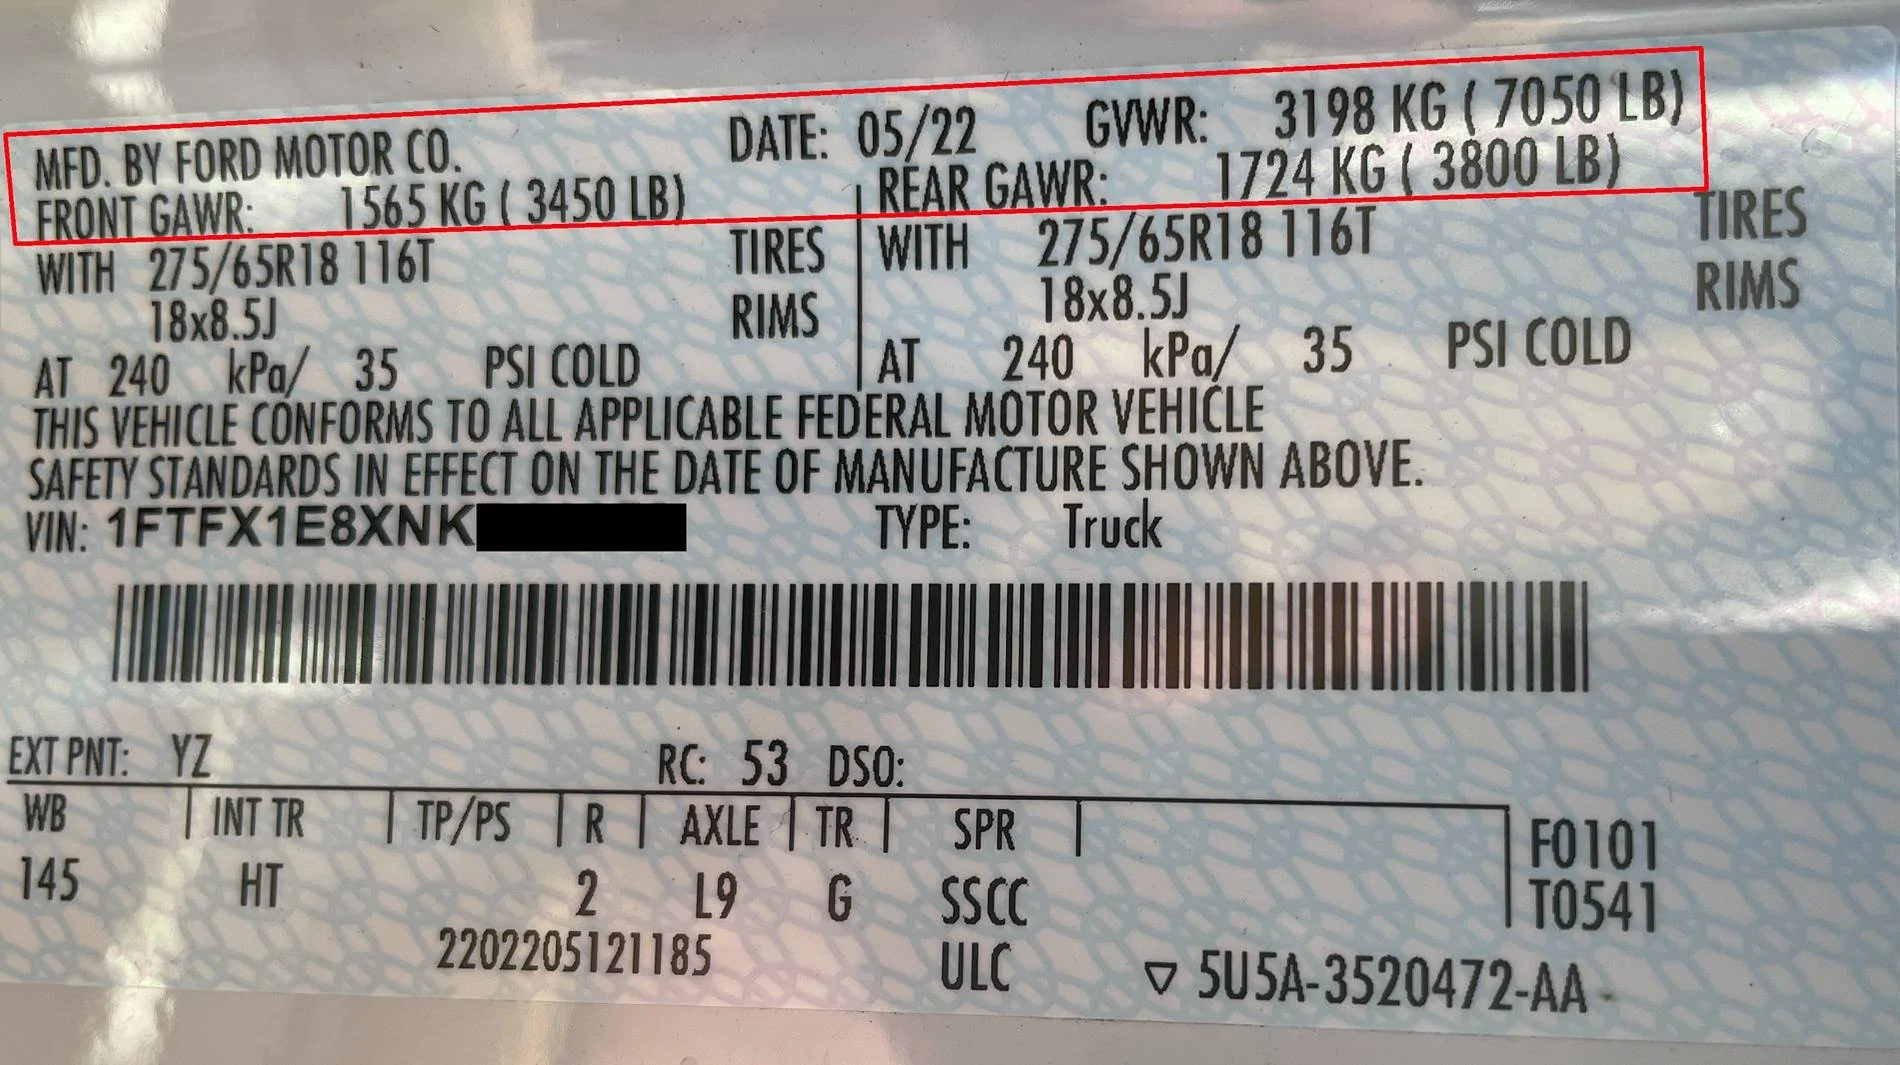 MFD. BY FORD MOTOR CO. DATE: 05/22 GVWR: 3198 KG ( 7050 LB)
FRONT GAWR: 1565 KG ( 3450 LB) REAR GAWR: 1724 KG ( 3800 LB)
WITH 275/65R18 116T TIRES WITH 275/65R18 116T TIRES
18x8.5J RIMS 18x8.5J RIMS
AT 240 kPa/ 35 PSI COLD AT 240 kPa/ 35 PSI COLD
THIS VEHICLE CONFORMS TO ALL APPLICABLE FEDERAL MOTOR VEHICLE
SAFETY STANDARDS IN EFFECT ON THE DATE OF MANUFACTURE SHOWN ABOVE.
VIN: 1FTFX1E8XNK TYPE: Truck
EXT PNT: YZ RC: 53 DSO:
WB INT TR TP/PS R AXLE TR SPR F0101
145 HT 2 L9 G SSCC T0541
2202205121185 ULC ▽ 5U5A-3520472-AA